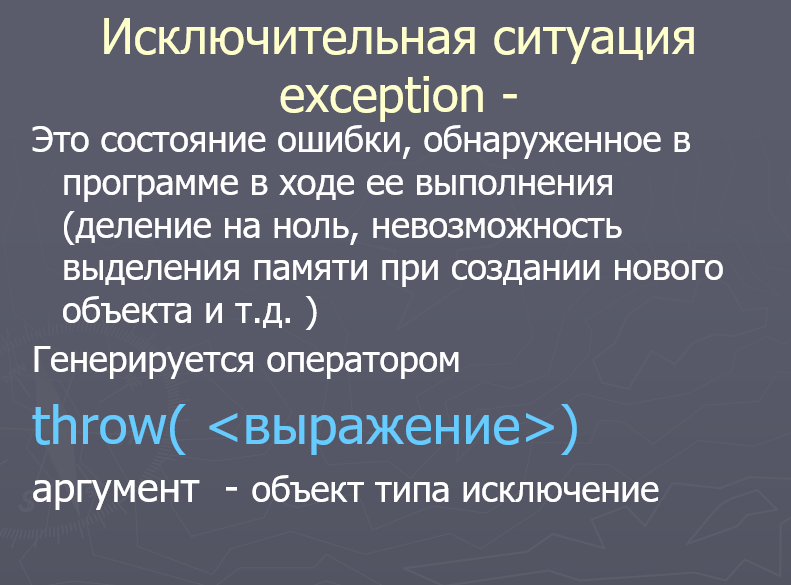 Исключительная ситуация
exception -
Это состояние ошибки, обнаруженное в
программе в ходе ее выполнения
(деление на ноль, невозможность
выделения памяти при создании нового
объекта и т.д. )
Генерируется оператором
throw( <выражение>)
аргумент - объект типа исключение